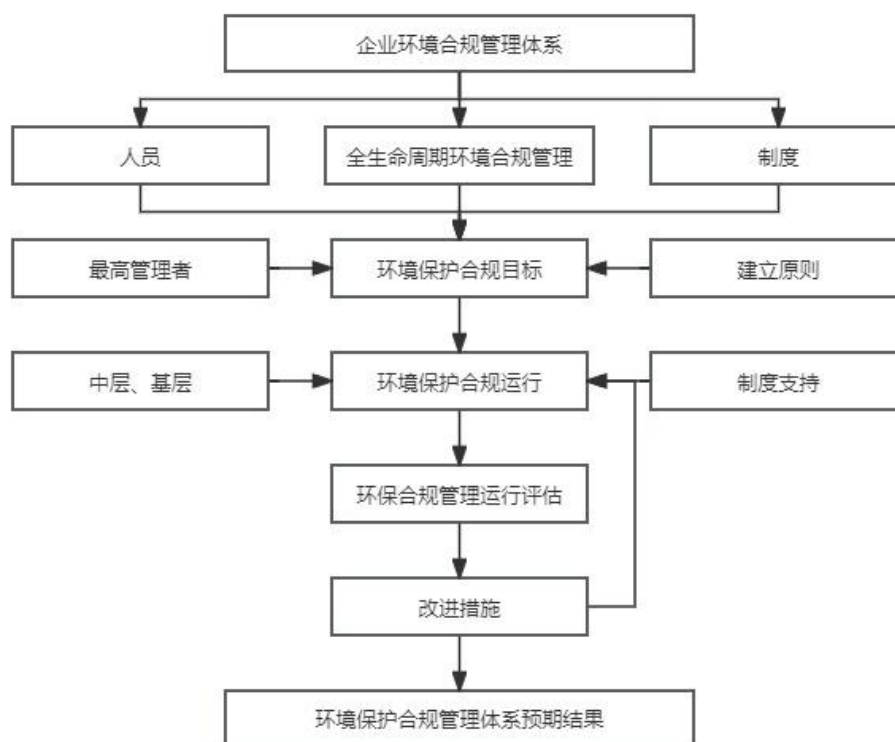 企业环境合规管理体系
人员
全生命周期环境合规管理
制度
最高管理者
环境保护合规目标
建立原则
中层、基层
环境保护合规运行
制度支持
环保合规管理运行评估
改进措施
环境保护合规管理体系预期结果